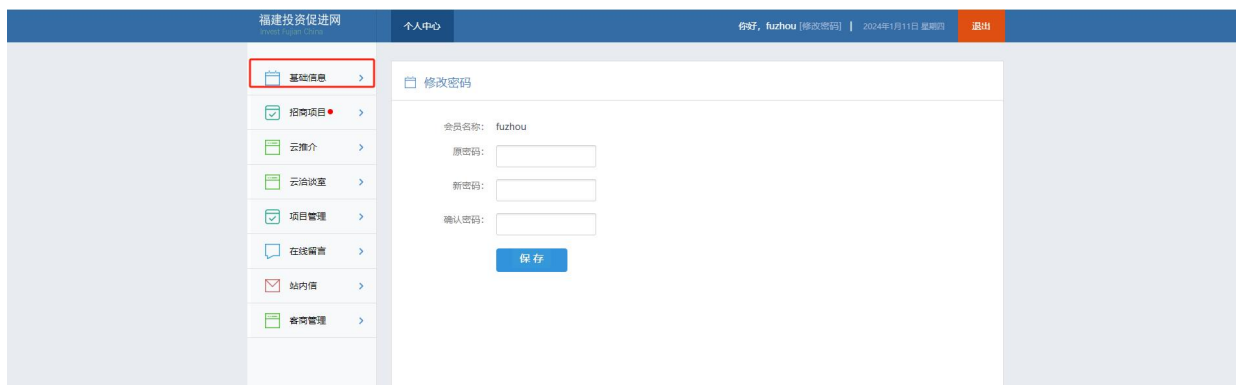 福建投资促进网
Invest Fujian China
个人中心
你好，fuzhou [修改密码] | 2024年1月11日 星期四
退出
基础信息
招商项目
云推介
云洽谈室
项目管理
在线留言
站内信
客商管理
修改密码
会员名称： fuzhou
原密码：
新密码：
确认密码：
保存